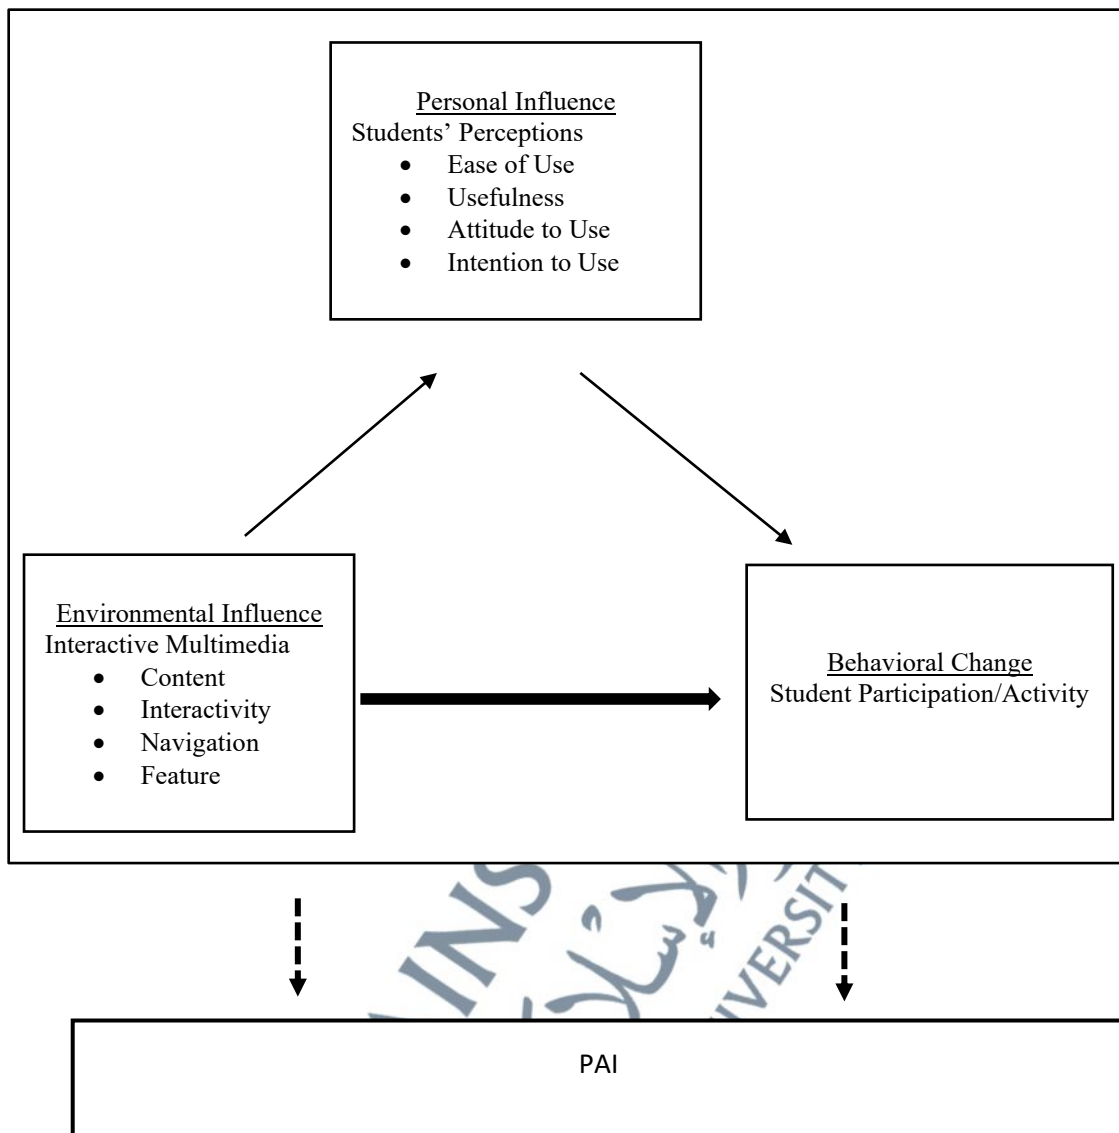 Personal Influence
Students’ Perceptions
• Ease of Use
• Usefulness
• Attitude to Use
• Intention to Use
Environmental Influence
Interactive Multimedia
• Content
• Interactivity
• Navigation
• Feature
Behavioral Change
Student Participation/Activity
PAI